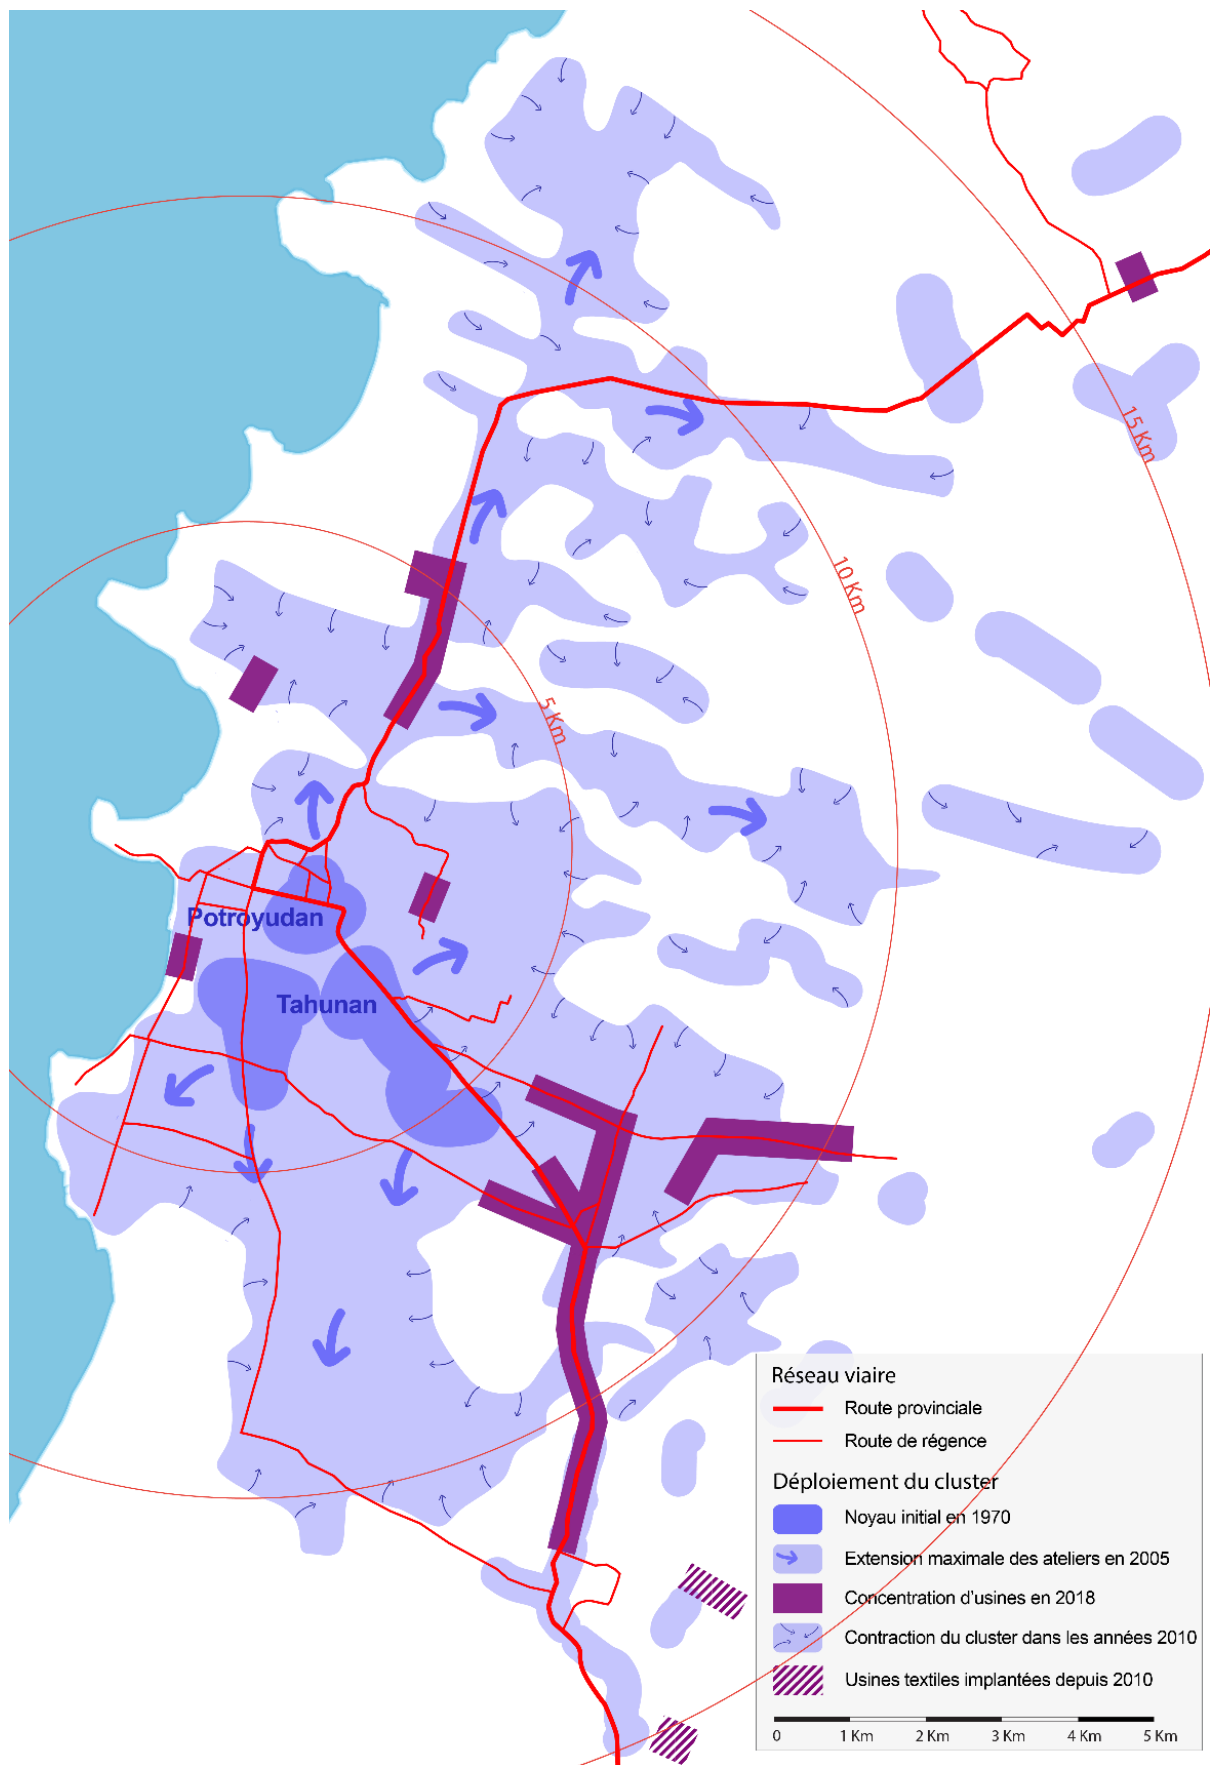 15 Km
10 Km
5 Km
Potroyudan
Tahunan
Réseau viaire
Route provinciale
Route de régence
Déploiement du cluster
Noyau initial en 1970
Extension maximale des ateliers en 2005
Concentration d'usines en 2018
Contraction du cluster dans les années 2010
Usines textiles implantées depuis 2010
0 1 Km 2 Km 3 Km 4 Km 5 Km